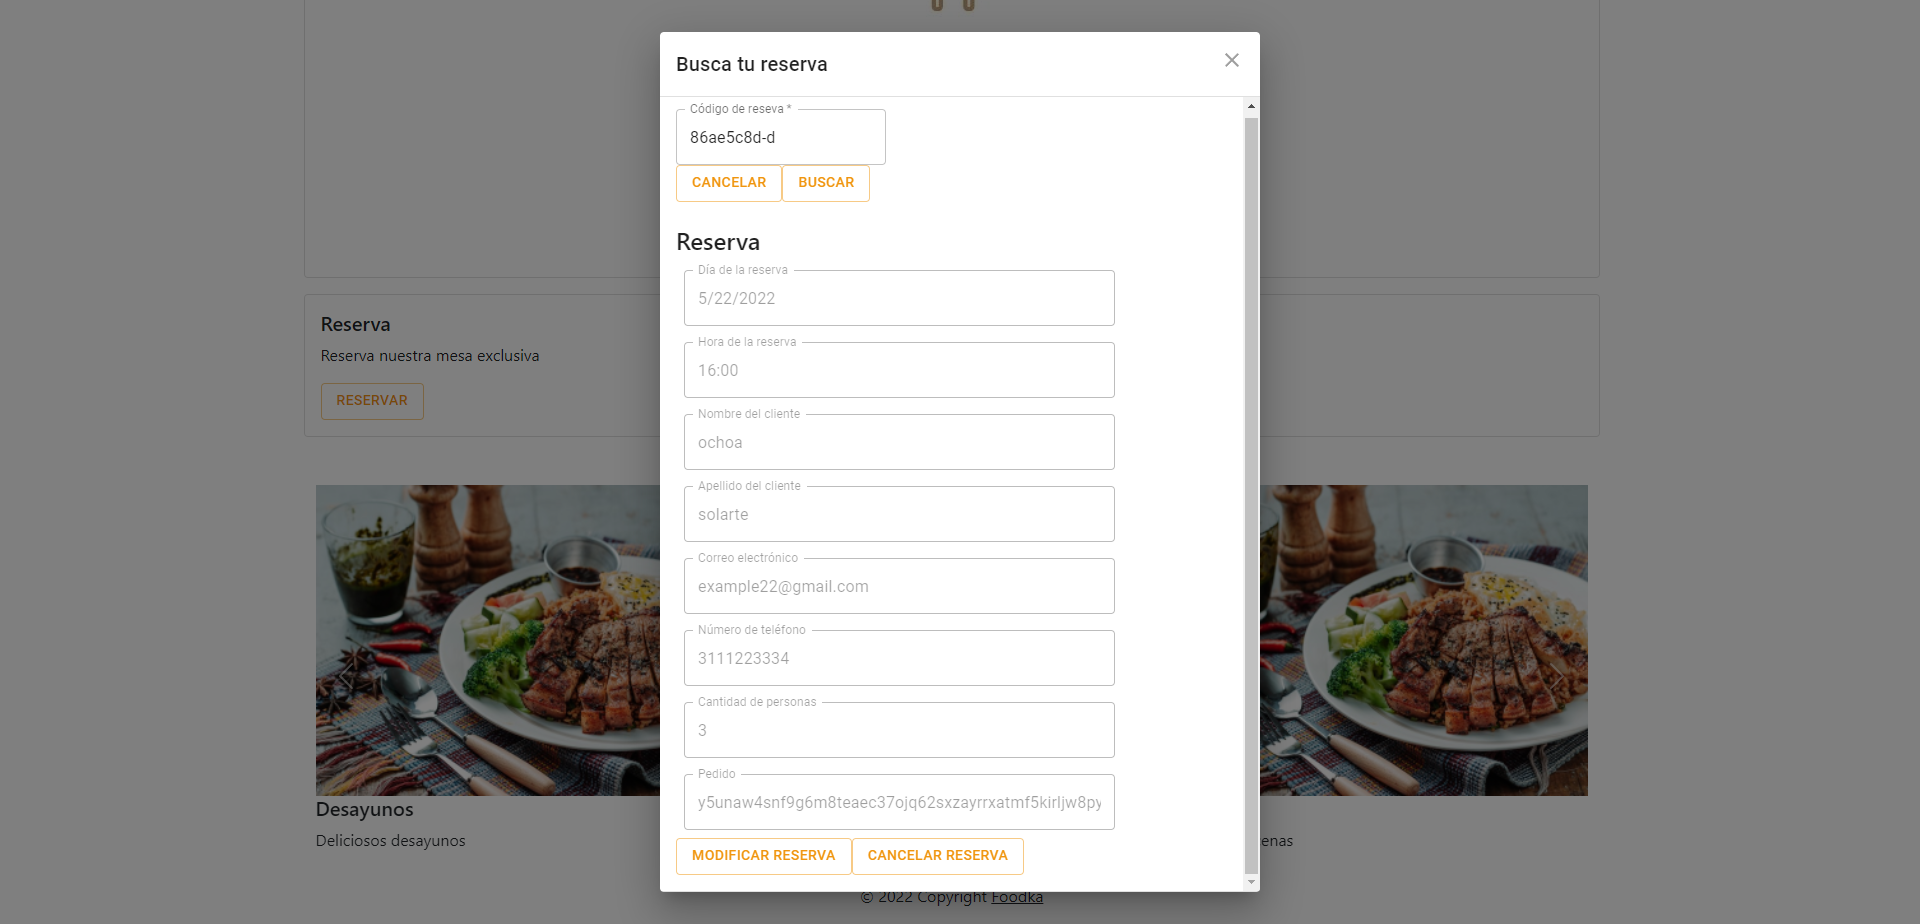 Busca tu reserva
Código de reseva *
86ae5c8d-d
CANCELAR BUSCAR
Reserva
Día de la reserva
5/22/2022
Hora de la reserva
16:00
Nombre del cliente
ochoa
Apellido del cliente
solarte
Correo electrónico
example22@gmail.com
Número de teléfono
3111223334
Cantidad de personas
3
Pedido
y5unaw4snf9g6m8teaec37ojq62sxzayrrxatmf5kirljw8py
MODIFICAR RESERVA CANCELAR RESERVA
Reserva
Reserva nuestra mesa exclusiva
RESERVAR
Desayunos
Deliciosos desayunos
enas
© 2022 Copyright Foodka